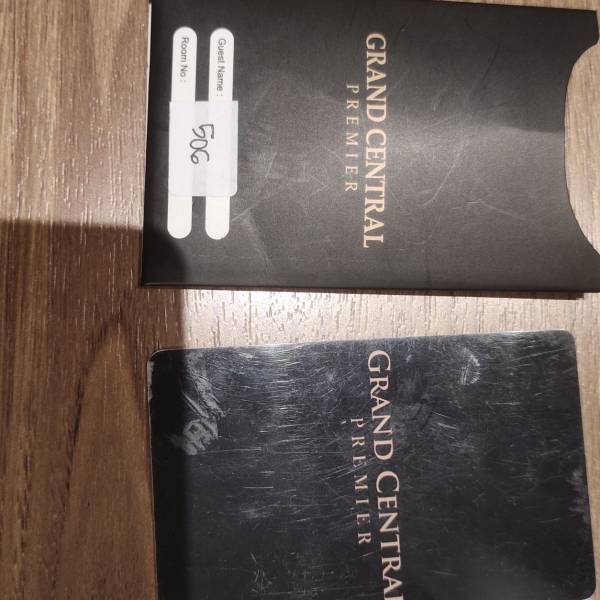 GRAND CENTRAL
PREMIER
Guest Name :
Room No :
506
GRAND CENTRAL
PREMIER